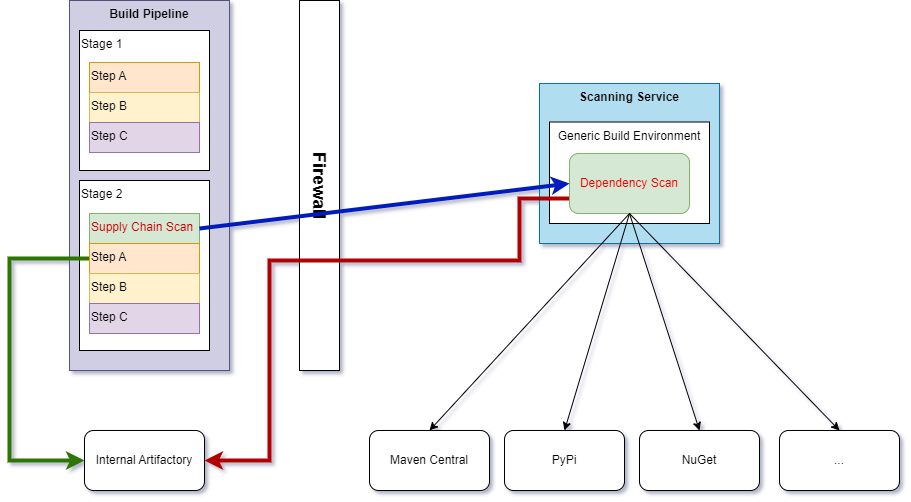 Build Pipeline
Stage 1
Step A
Step B
Step C
Stage 2
Supply Chain Scan
Step A
Step B
Step C
Firewall
Scanning Service
Generic Build Environment
Dependency Scan
Internal Artifactory
Maven Central
PyPi
NuGet
...